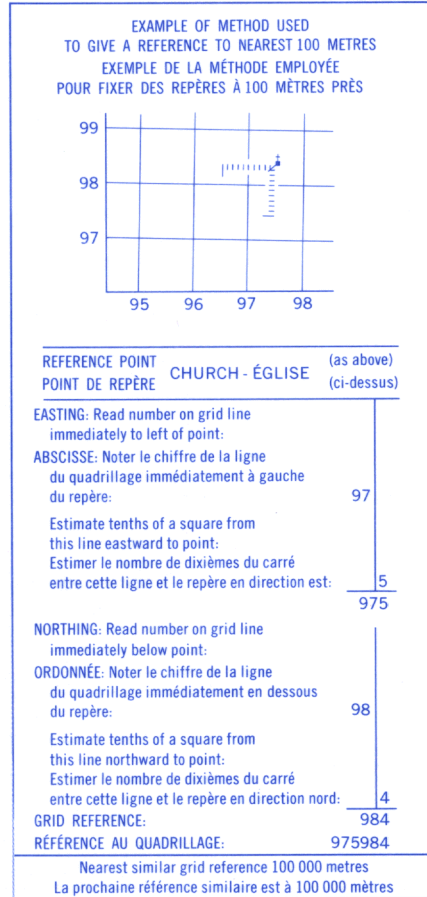 EXAMPLE OF METHOD USED
TO GIVE A REFERENCE TO NEAREST 100 METRES
EXEMPLE DE LA MÉTHODE EMPLOYÉE
POUR FIXER DES REPÈRES À 100 MÈTRES PRÈS
99
98
97
95 96 97 98
REFERENCE POINT
POINT DE REPÈRE
CHURCH - ÉGLISE
(as above)
(ci-dessus)
EASTING: Read number on grid line
immediately to left of point:
ABSCISSE: Noter le chiffre de la ligne
du quadrillage immédiatement à gauche
du repère: 97
Estimate tenths of a square from
this line eastward to point:
Estimer le nombre de dixièmes du carré
entre cette ligne et le repère en direction est: 5
975
NORTHING: Read number on grid line
immediately below point:
ORDONNÉE: Noter le chiffre de la ligne
du quadrillage immédiatement en dessous
du repère: 98
Estimate tenths of a square from
this line northward to point:
Estimer le nombre de dixièmes du carré
entre cette ligne et le repère en direction nord: 4
GRID REFERENCE: 984
RÉFÉRENCE AU QUADRILLAGE: 975984
Nearest similar grid reference 100 000 metres
La prochaine référence similaire est à 100 000 mètres